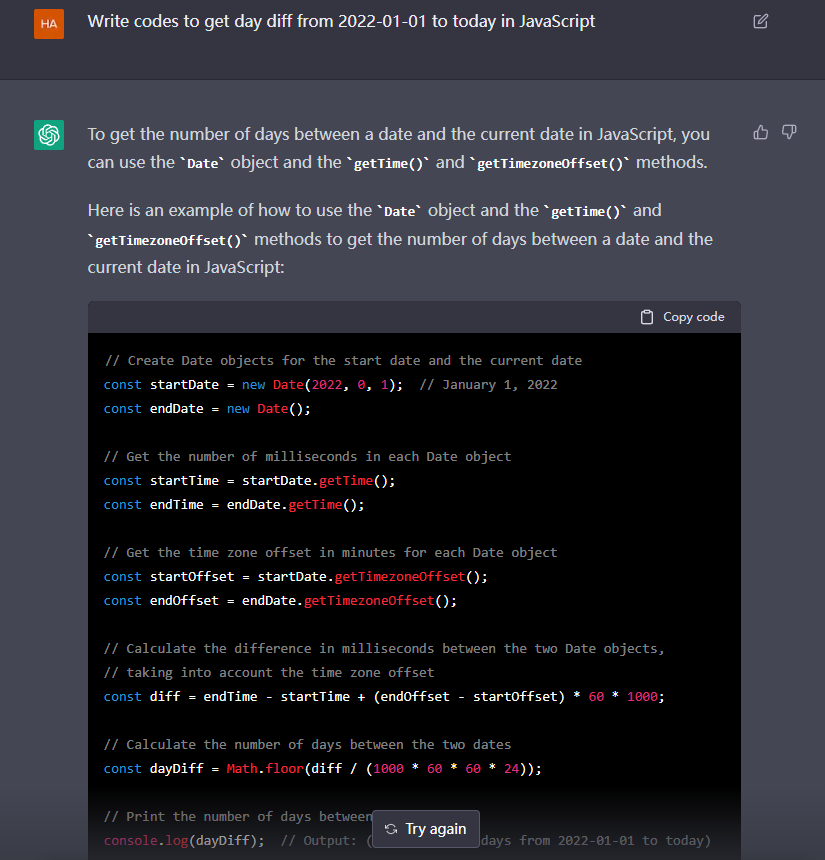 HA
Write codes to get day diff from 2022-01-01 to today in JavaScript
To get the number of days between a date and the current date in JavaScript, you
can use the `Date` object and the `getTime()` and `getTimezoneOffset()` methods.
Here is an example of how to use the `Date` object and the `getTime()` and
`getTimezoneOffset()` methods to get the number of days between a date and the
current date in JavaScript:
Copy code
// Create Date objects for the start date and the current date
const startDate = new Date(2022, 0, 1);  // January 1, 2022
const endDate = new Date();
// Get the number of milliseconds in each Date object
const startTime = startDate.getTime();
const endTime = endDate.getTime();
// Get the time zone offset in minutes for each Date object
const startOffset = startDate.getTimezoneOffset();
const endOffset = endDate.getTimezoneOffset();
// Calculate the difference in milliseconds between the two Date objects,
// taking into account the time zone offset
const diff = endTime - startTime + (endOffset - startOffset) * 60 * 1000;
// Calculate the number of days between the two dates
const dayDiff = Math.floor(diff / (1000 * 60 * 60 * 24));
// Print the number of days between
Try again
console.log(dayDiff);  // Output: ( days from 2022-01-01 to today)